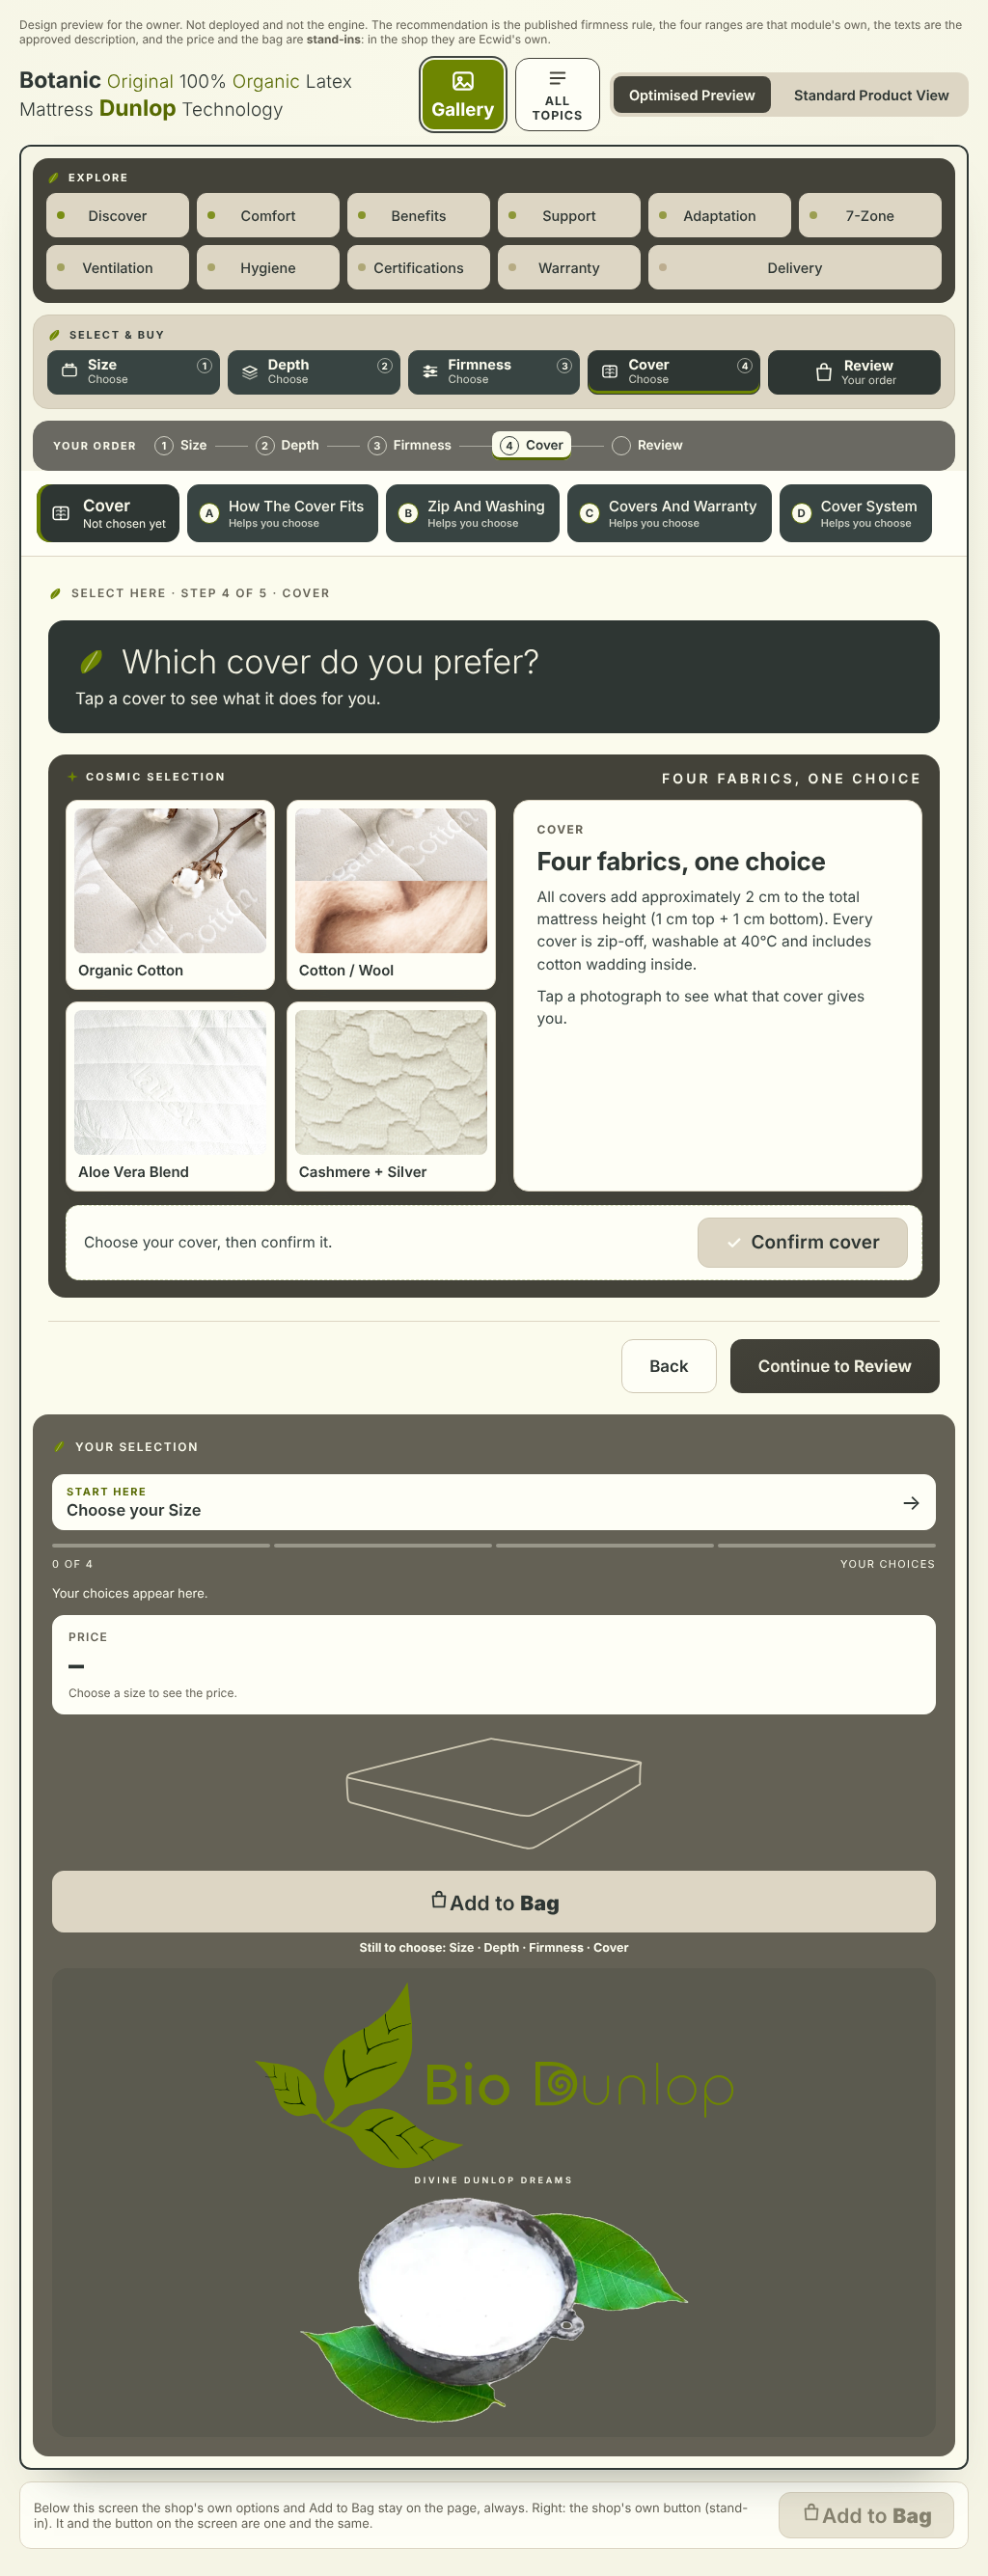 Design preview for the owner. Not deployed and not the engine. The recommendation is the published firmness rule, the four ranges are that module's own, the texts are the
approved description, and the price and the bag are stand-ins: in the shop they are Ecwid's own.
Botanic Original 100% Organic Latex
Mattress Dunlop Technology
Gallery
ALL
TOPICS
Optimised Preview
Standard Product View
EXPLORE
Discover
Comfort
Benefits
Support
Adaptation
7-Zone
Ventilation
Hygiene
Certifications
Warranty
Delivery
SELECT & BUY
Size
Choose
1
Depth
Choose
2
Firmness
Choose
3
Cover
Choose
4
Review
Your order
YOUR ORDER
1 Size
2 Depth
3 Firmness
4 Cover
Review
Cover
Not chosen yet
A
How The Cover Fits
Helps you choose
B
Zip And Washing
Helps you choose
C
Covers And Warranty
Helps you choose
D
Cover System
Helps you choose
SELECT HERE · STEP 4 OF 5 · COVER
Which cover do you prefer?
Tap a cover to see what it does for you.
COSMIC SELECTION
FOUR FABRICS, ONE CHOICE
Cotton
Organic Cotton
Cotton
Cotton / Wool
Aloe Vera Blend
Cashmere + Silver
COVER
Four fabrics, one choice
All covers add approximately 2 cm to the total
mattress height (1 cm top + 1 cm bottom). Every
cover is zip-off, washable at 40°C and includes
cotton wadding inside.
Tap a photograph to see what that cover gives
you.
Choose your cover, then confirm it.
Confirm cover
Back
Continue to Review
YOUR SELECTION
START HERE
Choose your Size
0 OF 4
YOUR CHOICES
Your choices appear here.
PRICE
–
Choose a size to see the price.
Add to Bag
Still to choose: Size · Depth · Firmness · Cover
Bio Dunlop
DIVINE DUNLOP DREAMS
Below this screen the shop's own options and Add to Bag stay on the page, always. Right: the shop's own button (stand-
in). It and the button on the screen are one and the same.
Add to Bag